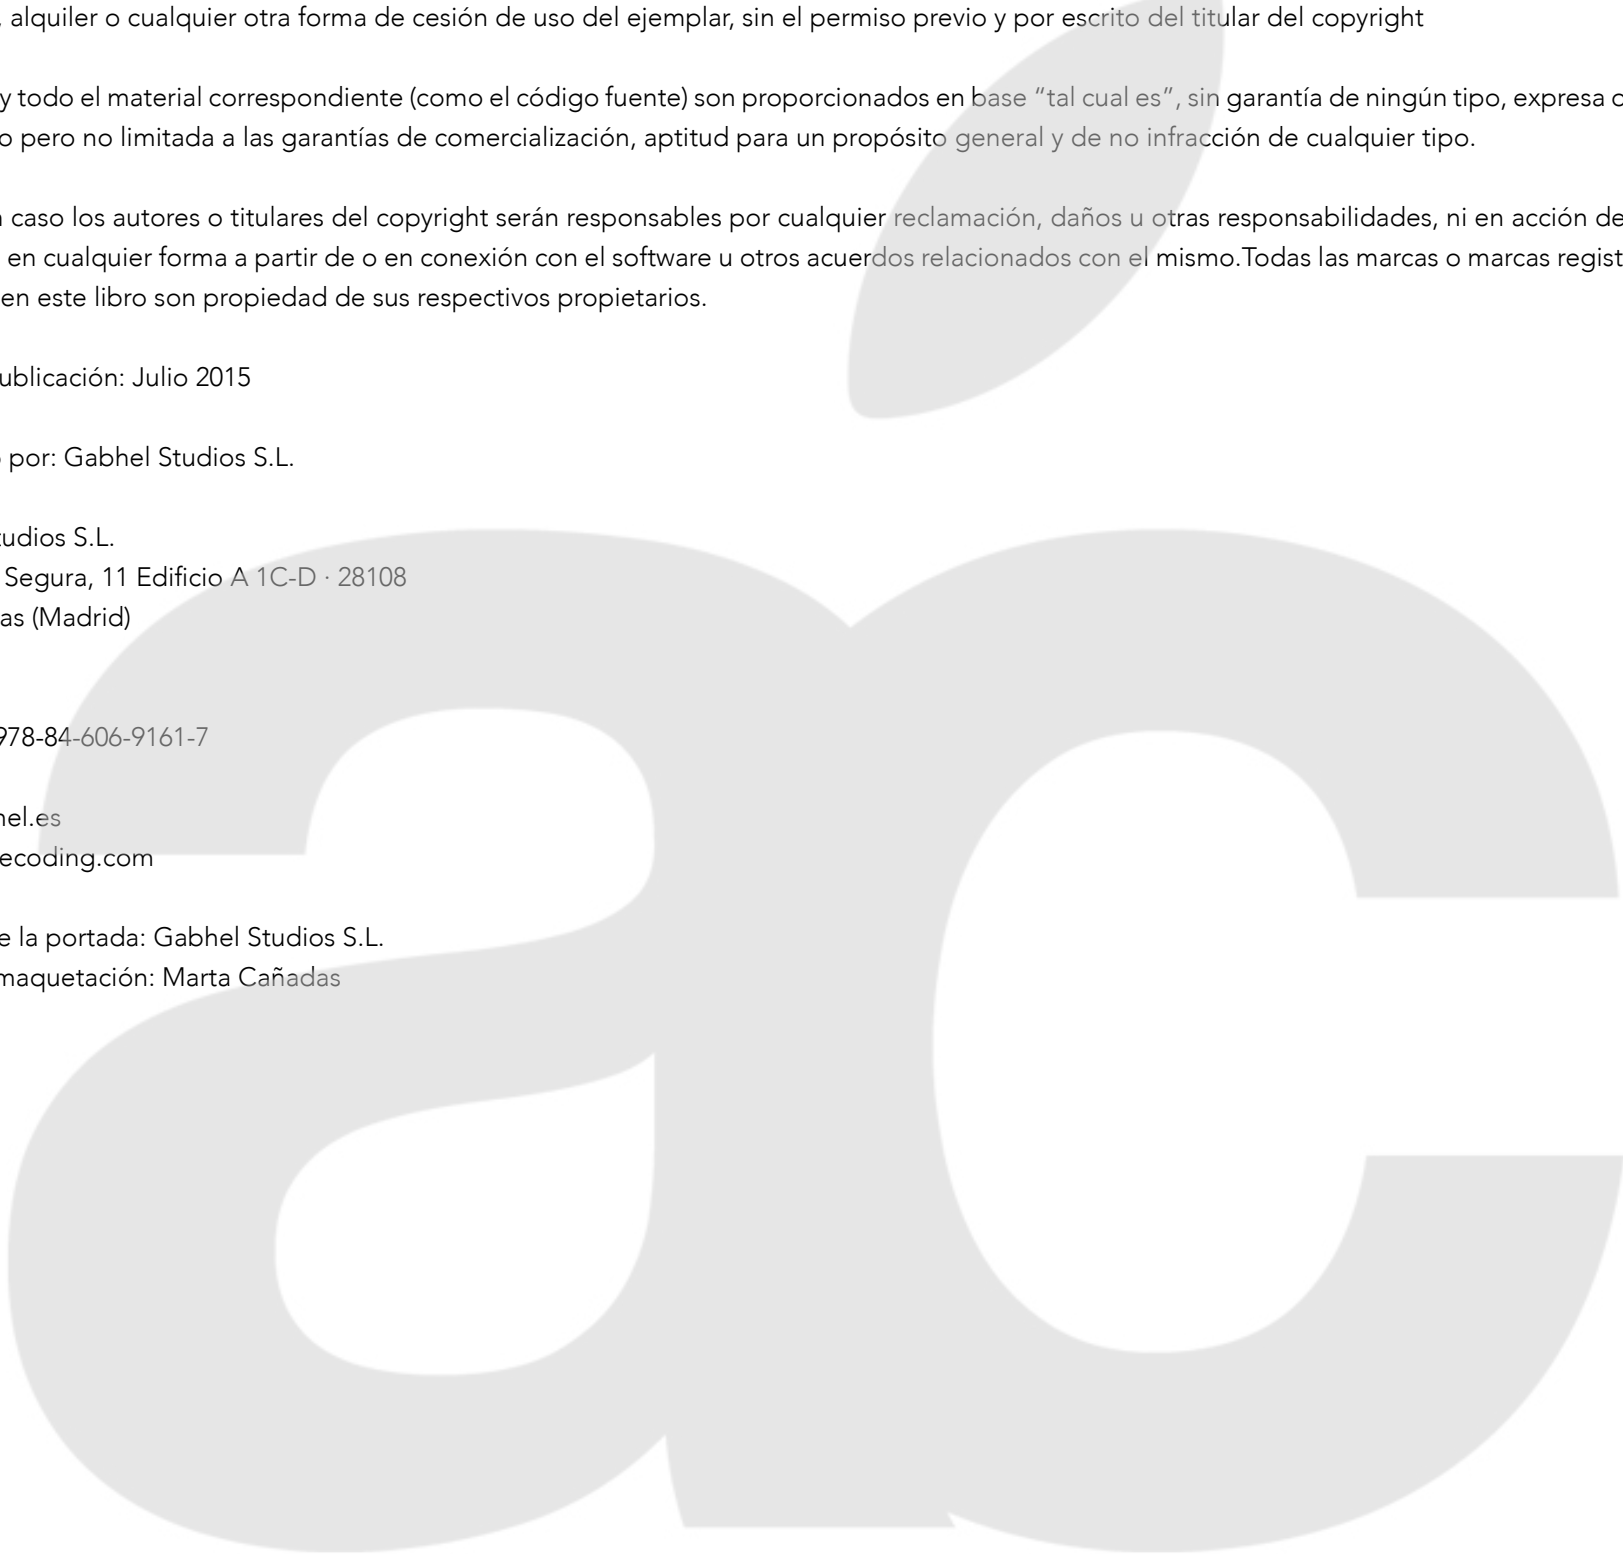 , alquiler o cualquier otra forma de cesión de uso del ejemplar, sin el permiso previo y por escrito del titular del copyright
y todo el material correspondiente (como el código fuente) son proporcionados en base “tal cual es”, sin garantía de ningún tipo, expresa o
o pero no limitada a las garantías de comercialización, aptitud para un propósito general y de no infracción de cualquier tipo.
caso los autores o titulares del copyright serán responsables por cualquier reclamación, daños u otras responsabilidades, ni en acción de
en cualquier forma a partir de o en conexión con el software u otros acuerdos relacionados con el mismo.Todas las marcas o marcas regist
en este libro son propiedad de sus respectivos propietarios.
ublicación: Julio 2015
por: Gabhel Studios S.L.
tudios S.L.
Segura, 11 Edificio A 1C-D · 28108
as (Madrid)
978-84-606-9161-7
hel.es
ecoding.com
e la portada: Gabhel Studios S.L.
maquetación: Marta Cañadas
ac